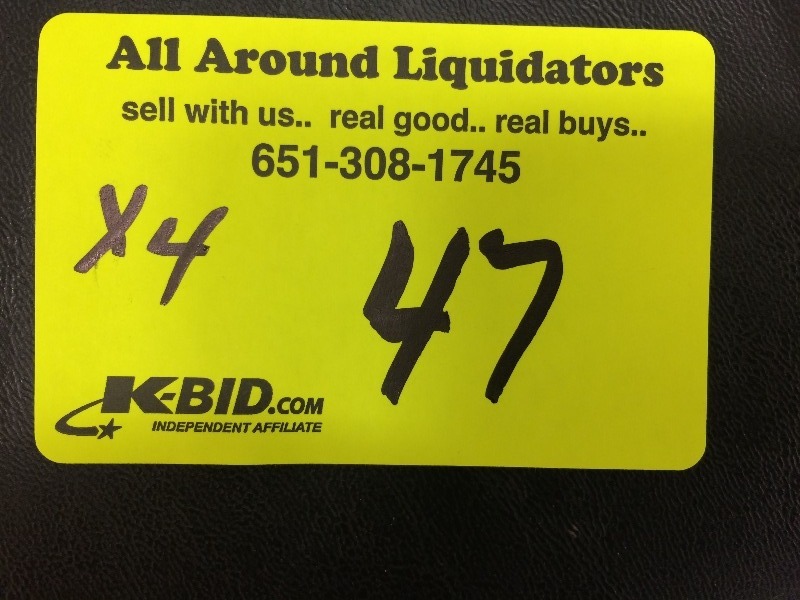 All Around Liquidators
sell with us.. real good.. real buys..
651-308-1745
X4
47
K-BID.COM
INDEPENDENT AFFILIATE